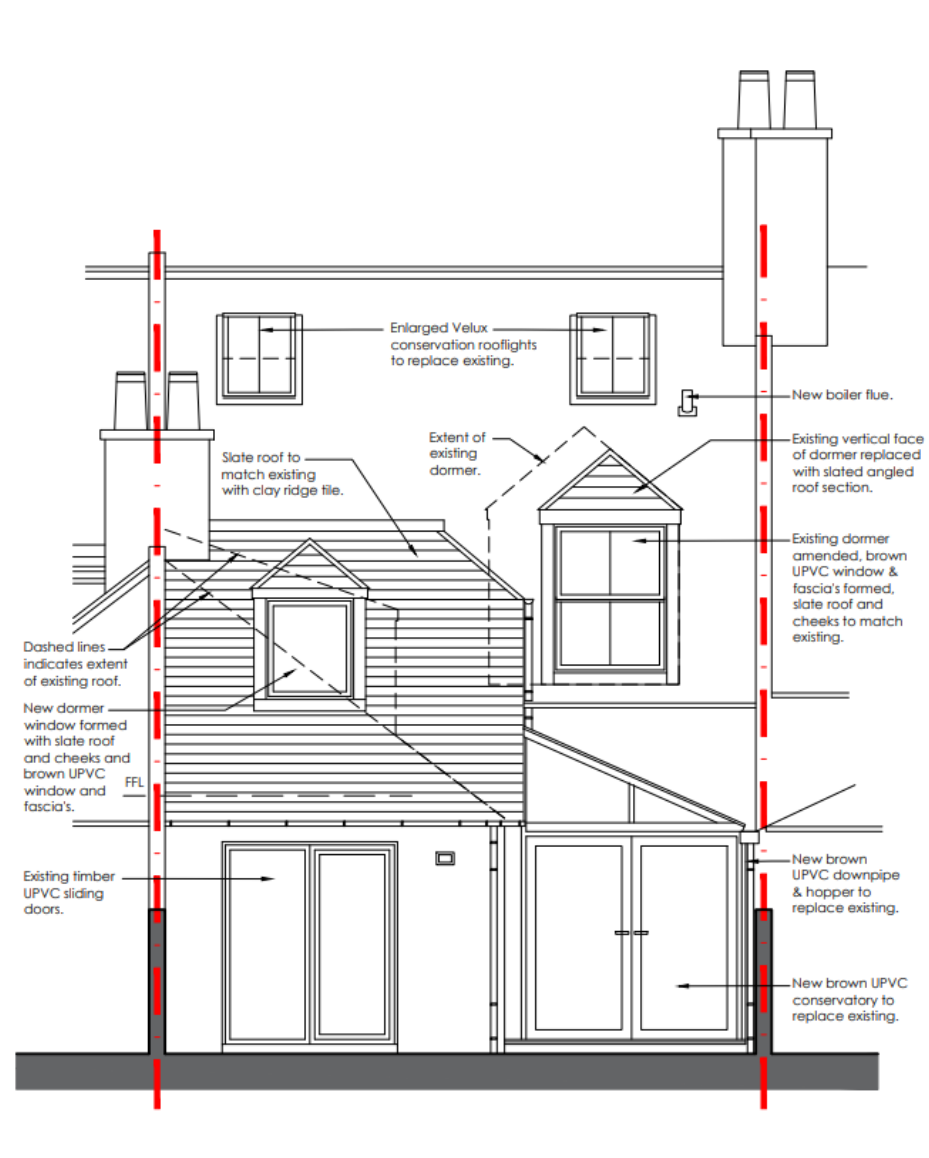 Enlarged Velux
conservation rooflights
to replace existing.
New boiler flue.
Extent of
existing
dormer.
Existing vertical face
of dormer replaced
with slated angled
roof section.
Slate roof to
match existing
with clay ridge tile.
Existing dormer
amended, brown
UPVC window &
fascia's formed,
slate roof and
cheeks to match
existing.
Dashed lines
indicates extent
of existing roof.
New dormer
window formed
with slate roof
and cheeks and
brown UPVC
window and
fascia's.
FFL
Existing timber
UPVC sliding
doors.
New brown
UPVC downpipe
& hopper to
replace existing.
New brown UPVC
conservatory to
replace existing.